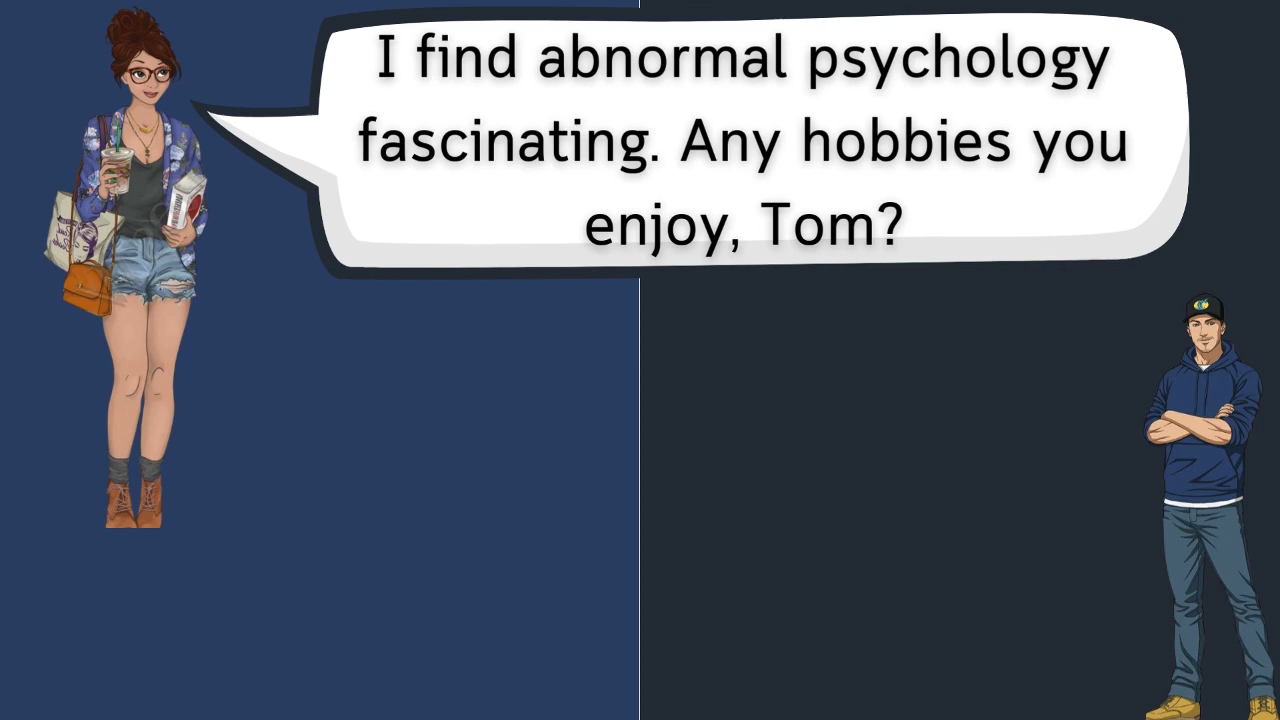 I find abnormal psychology
fascinating. Any hobbies you
enjoy, Tom?